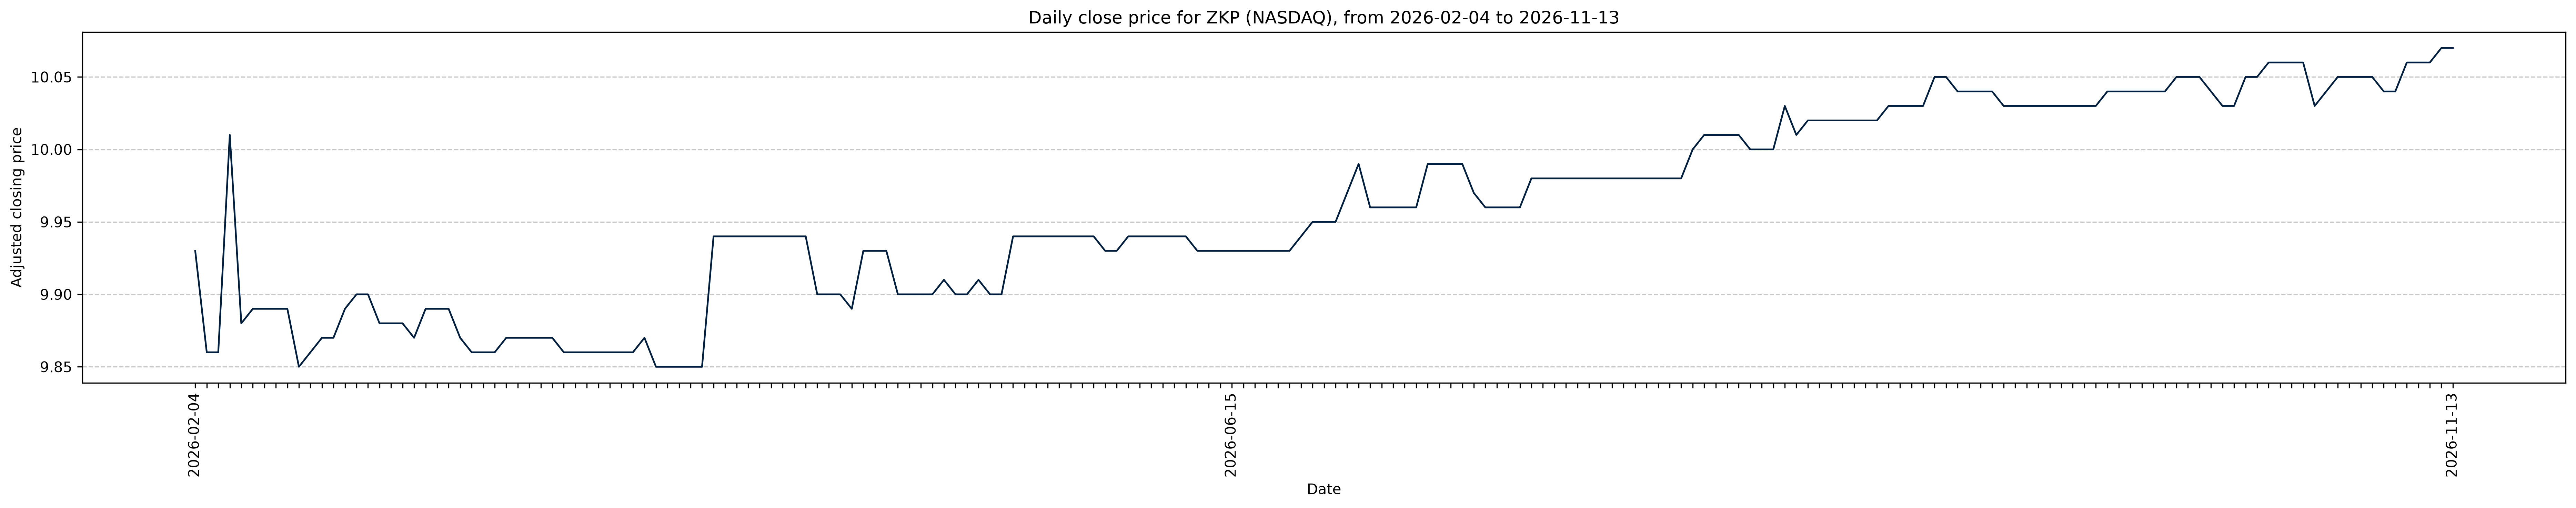 Daily close price for ZKP (NASDAQ), from 2026-02-04 to 2026-11-13
Adjusted closing price
10.05
10.00
9.95
9.90
9.85
2026-02-04
2026-06-15
2026-11-13
Date